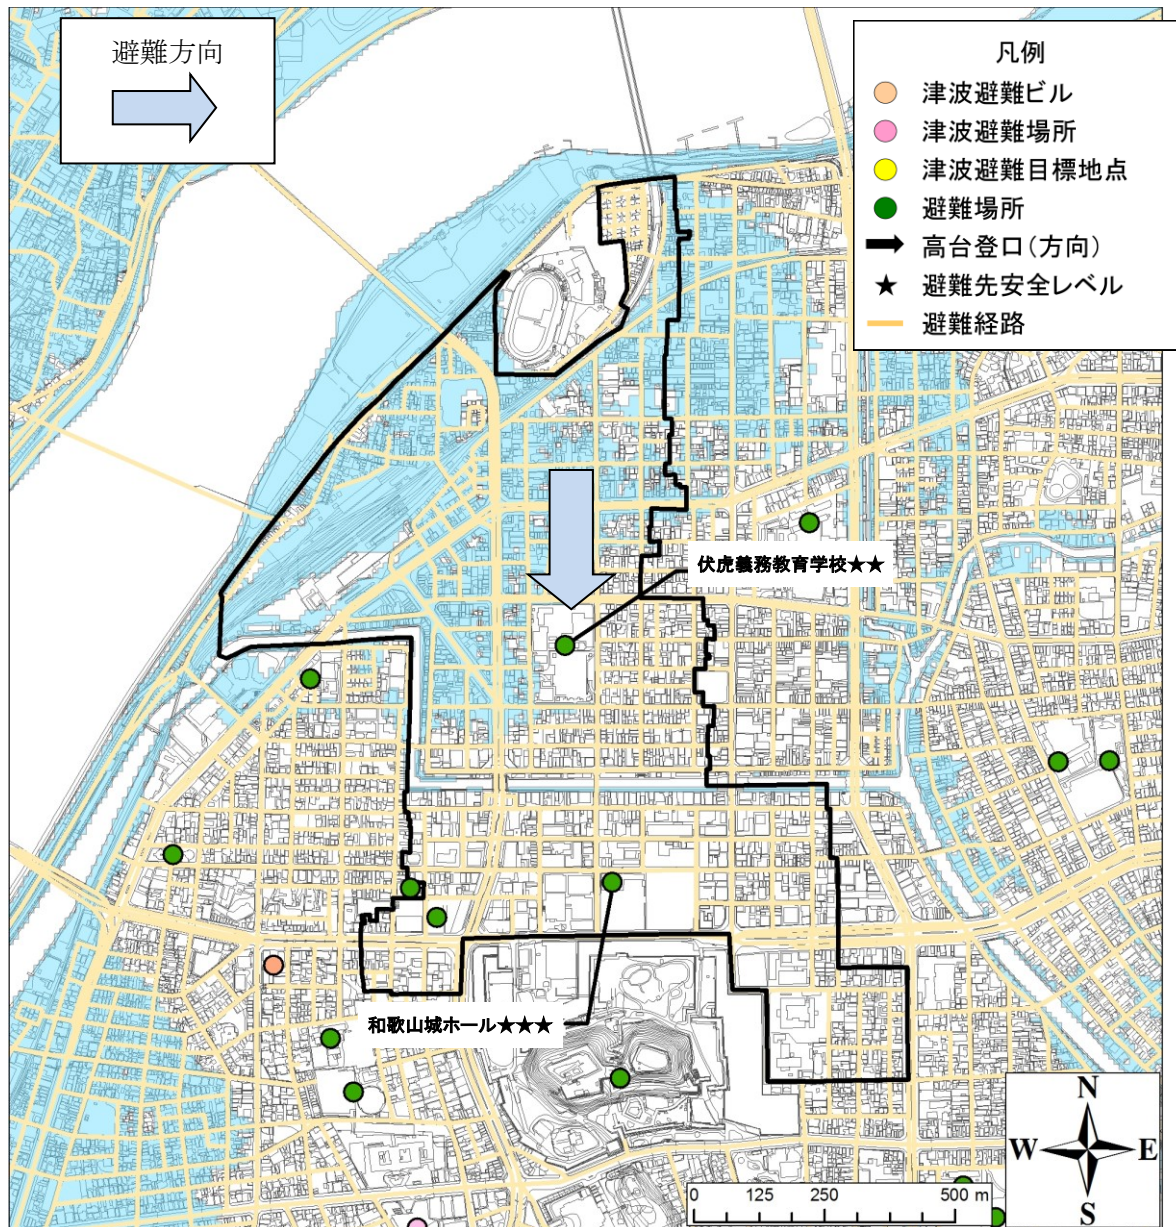 避難方向
凡例
津波避難ビル
津波避難場所
津波避難目標地点
避難場所
高台登口（方向）
避難先安全レベル
避難経路
伏虎義務教育学校★★
和歌山城ホール★★★
N
W E
S
0 125 250 500 m